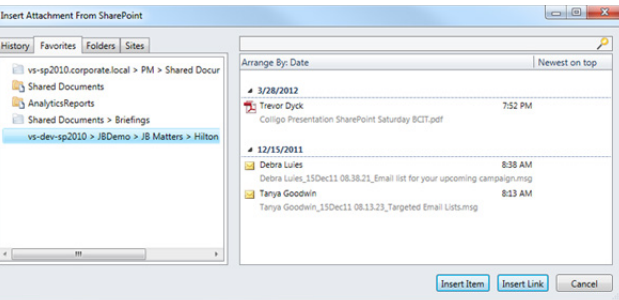 Insert Attachment From SharePoint
History Favorites Folders Sites
vs-sp2010.corporate.local > PM > Shared Docur
Shared Documents
AnalyticsReports
Shared Documents > Briefings
vs-dev-sp2010 > JBDemo > JB Matters > Hilton
Arrange By: Date Newest on top
3/28/2012
Trevor Dyck 7:52 PM
Colligo Presentation SharePoint Saturday BCIT.pdf
12/15/2011
Debra Lules 8:38 AM
Debra Lules_15Dec11 08.38.21_Email list for your upcoming campaign.msg
Tanya Goodwin 8:13 AM
Tanya Goodwin_15Dec11 08.13.23_Targeted Email Lists.msg
Insert Item Insert Link Cancel